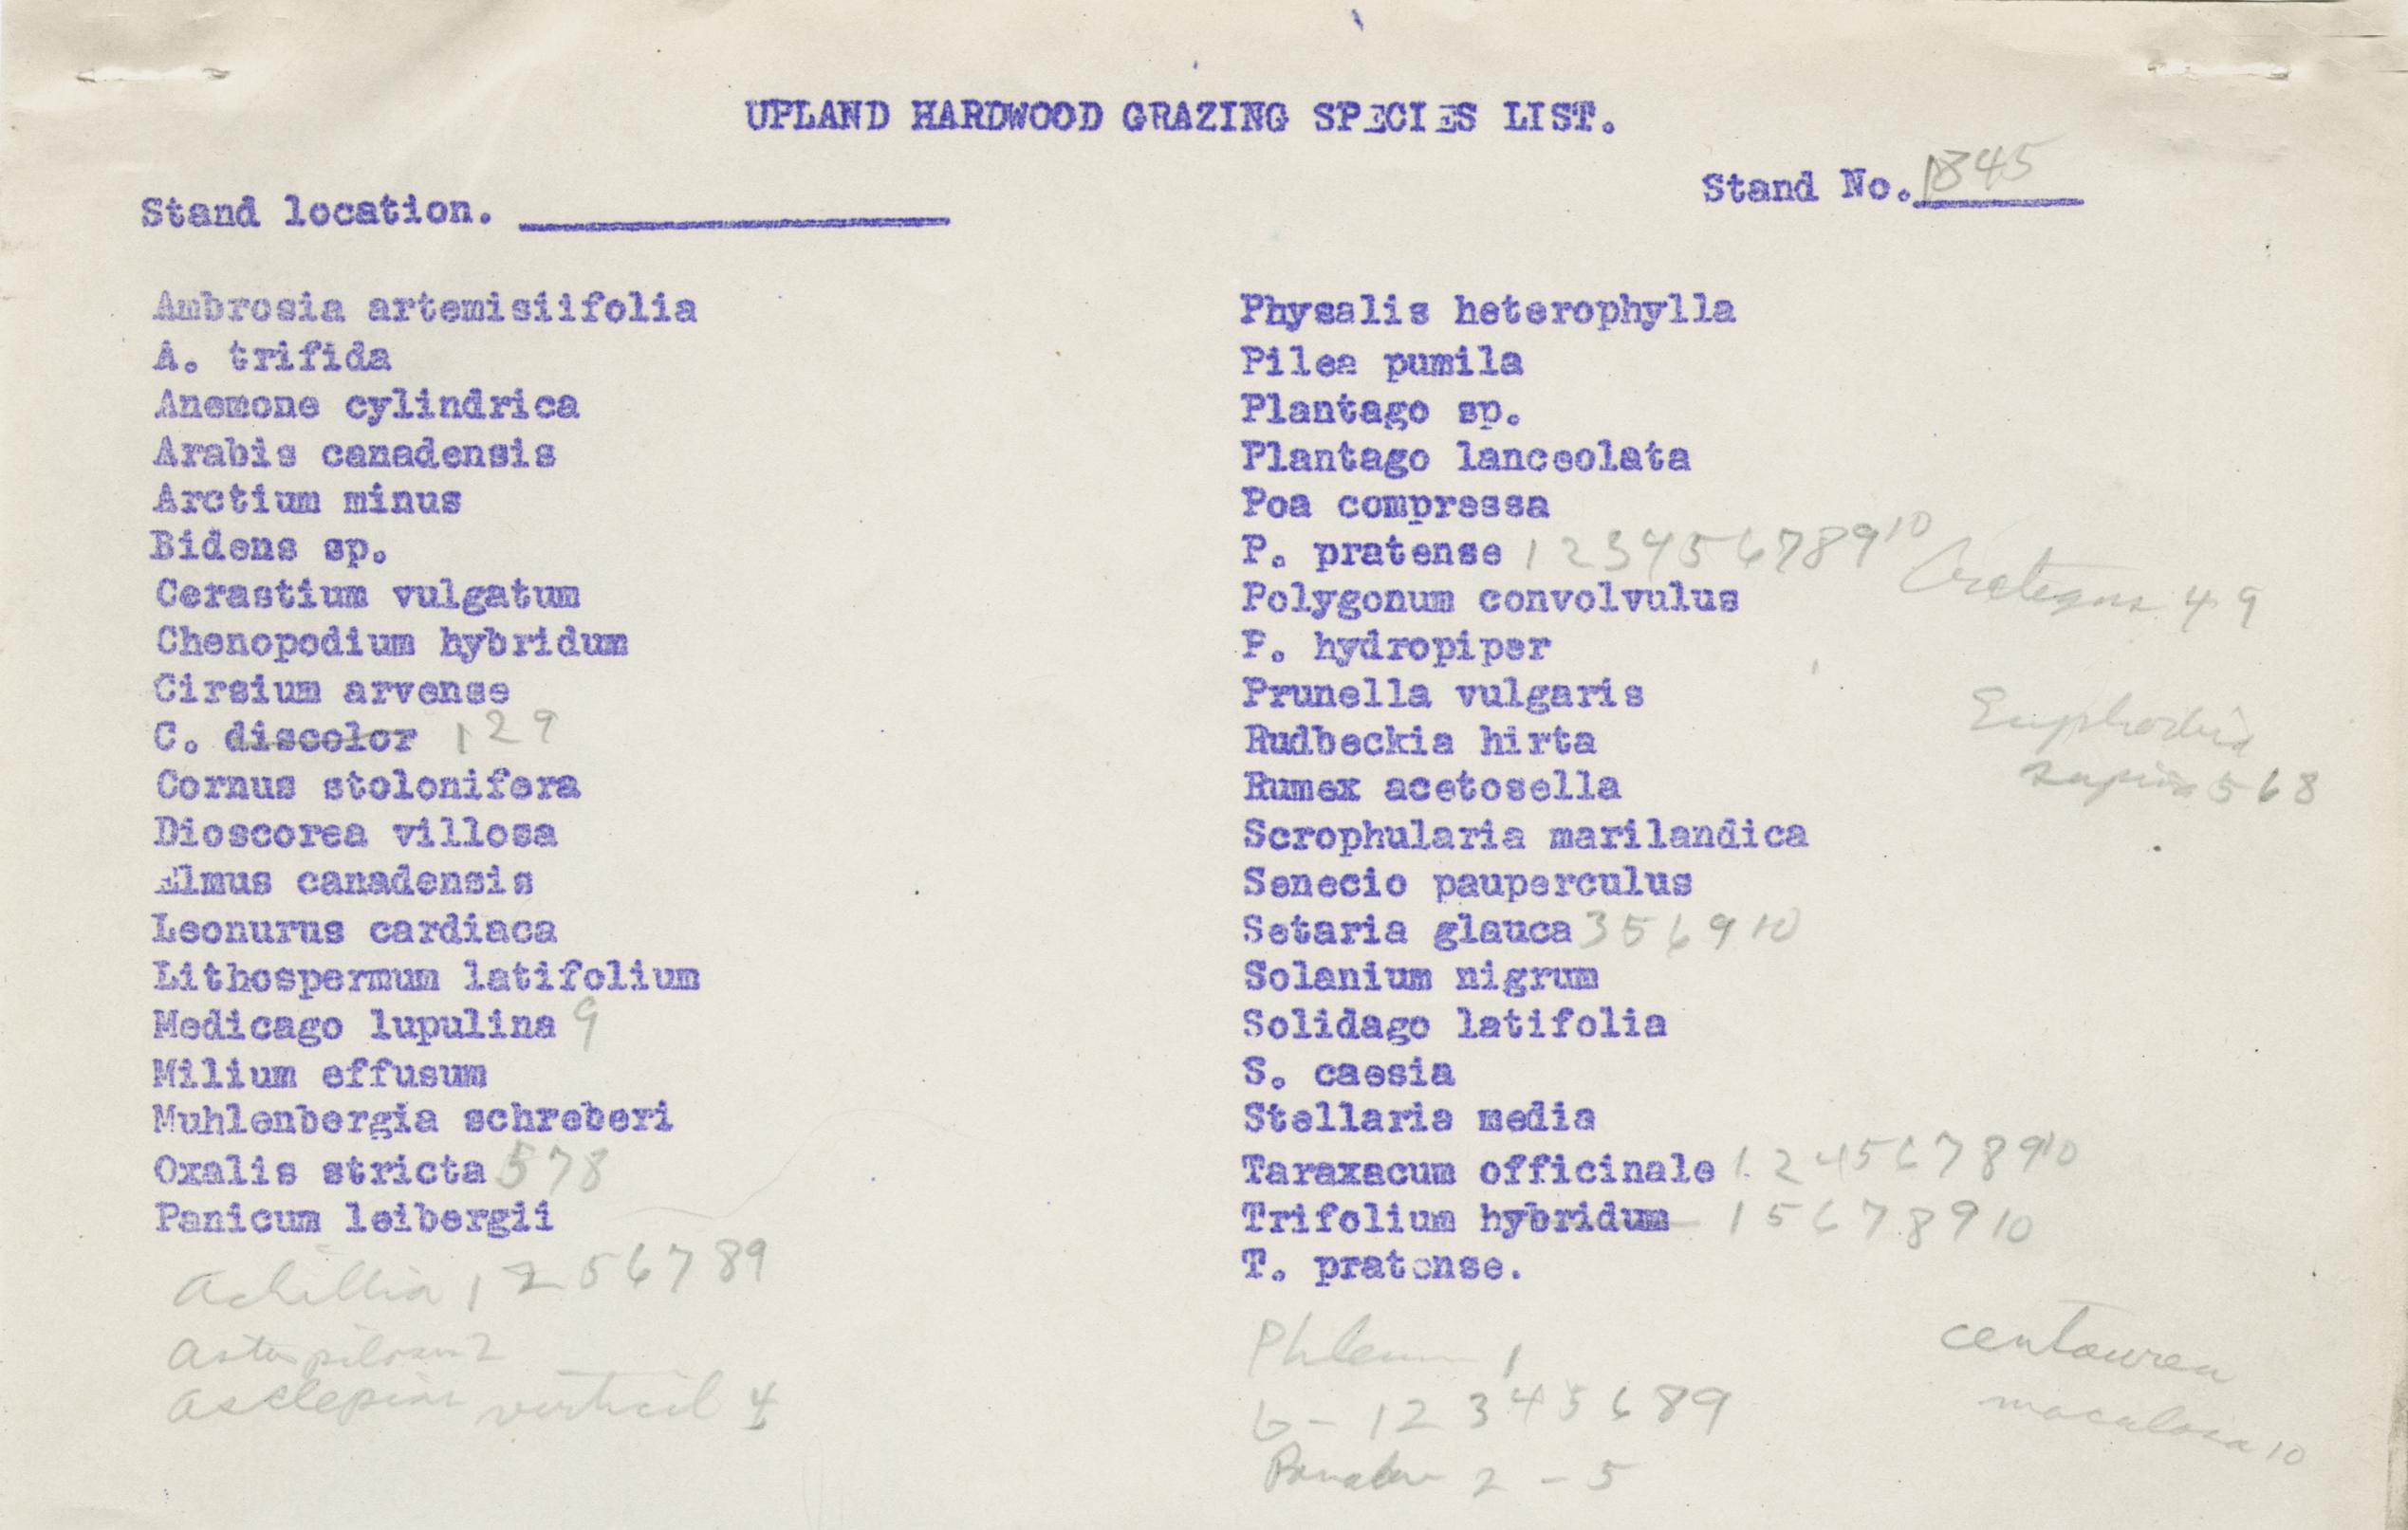 UPLAND HARDWOOD GRAZING SPECIES LIST.
Stand No. 1845
Stand location.
Ambrosia artemisiifolia
A. trifida
Anemone cylindrica
Arabis canadensis
Arctium minus
Bidens sp.
Cerastium vulgatum
Chenopodium hybridum
Cirsium arvense
C. discolor 1 2 9
Cornus stolonifera
Dioscorea villosa
Elmus canadensis
Leonurus cardiaca
Lithospermum latifolium
Medicago lupulina 9
Milium effusum
Muhlenbergia schreberi
Oxalis stricta 5 7 8
Panicum leibergii
Achillia 1 2 5 6 7 8 9
Aster pilosus 2
Asclepias verticil 4
Physalis heterophylla
Pilea pumila
Plantago sp.
Plantago lanceolata
Poa compressa
P. pratense 1 2 3 4 5 6 7 8 9 10
Polygonum convolvulus
P. hydropiper
Prunella vulgaris
Rudbeckia hirta
Rumex acetosella
Scrophularia marilandica
Senecio pauperculus
Setaria glauca 3 5 6 9 10
Solanium nigrum
Solidago latifolia
S. caesia
Stellaria media
Taraxacum officinale 1 2 4 5 6 7 8 9 10
Trifolium hybridum 1 5 6 7 8 9 10
T. pratense.
Phleum 1
6 - 1 2 3 4 5 6 8 9
2 - 5
Crategus 4 9
Euphorbia
5 6 8
centaurea
maculosa 10